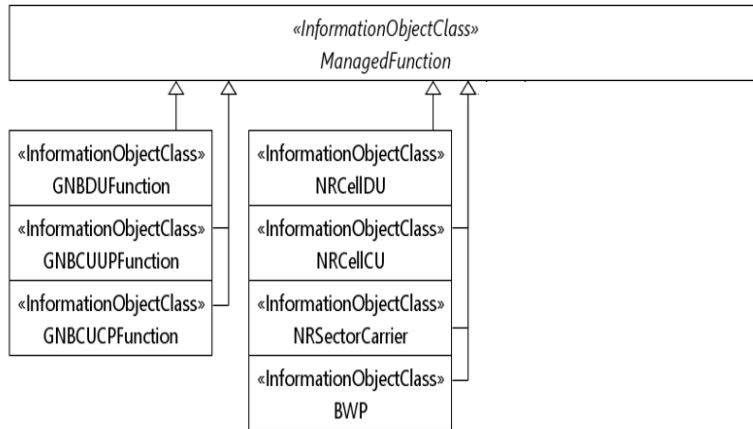 «InformationObjectClass»
ManagedFunction
«InformationObjectClass»
GNBDUFunction
«InformationObjectClass»
GNBCUUPFunction
«InformationObjectClass»
GNBCUCPFunction
«InformationObjectClass»
NRCellDU
«InformationObjectClass»
NRCellCU
«InformationObjectClass»
NRSectorCarrier
«InformationObjectClass»
BWP